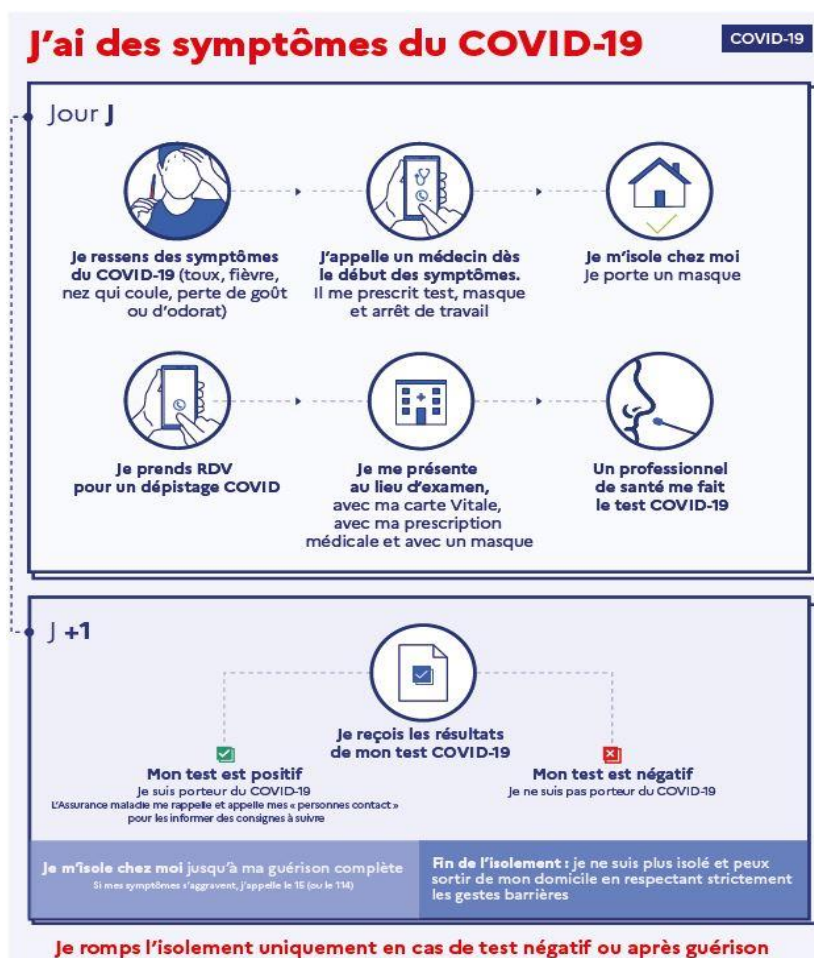 J'ai des symptômes du COVID-19
COVID-19
Jour J
Je ressens des symptômes
du COVID-19 (toux, fièvre,
nez qui coule, perte de goût
ou d'odorat)
J'appelle un médecin dès
le début des symptômes.
Il me prescrit test, masque
et arrêt de travail
Je m'isole chez moi
Je porte un masque
Je prends RDV
pour un dépistage COVID
Je me présente
au lieu d'examen,
avec ma carte Vitale,
avec ma prescription
médicale et avec un masque
Un professionnel
de santé me fait
le test COVID-19
J +1
Je reçois les résultats
de mon test COVID-19
Mon test est positif
Je suis porteur du COVID-19
L'Assurance maladie me rappelle et appelle mes « personnes contact »
pour les informer des consignes à suivre
Mon test est négatif
Je ne suis pas porteur du COVID-19
Je m'isole chez moi jusqu'à ma guérison complète
Si mes symptômes s'aggravent, j'appelle le 15 (ou le 114)
Fin de l'isolement : je ne suis plus isolé et peux
sortir de mon domicile en respectant strictement
les gestes barrières
Je romps l'isolement uniquement en cas de test négatif ou après guérison